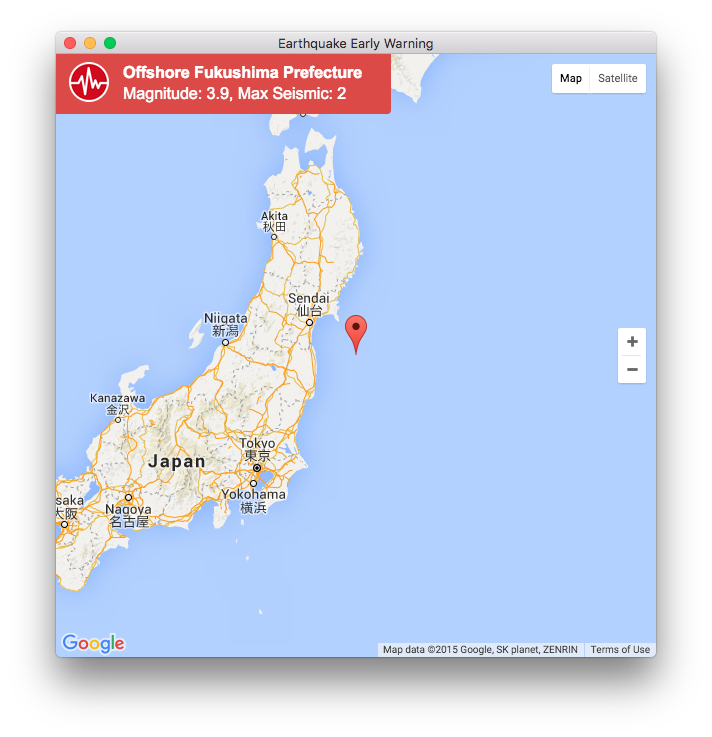 Earthquake Early Warning
Offshore Fukushima Prefecture
Magnitude: 3.9, Max Seismic: 2
Map Satellite
Akita
秋田
Sendai
仙台
Niigata
新潟
+
−
Kanazawa
金沢
Tokyo
東京
Japan
saka
大阪
Yokohama
横浜
Nagoya
名古屋
Google
Map data ©2015 Google, SK planet, ZENRIN Terms of Use